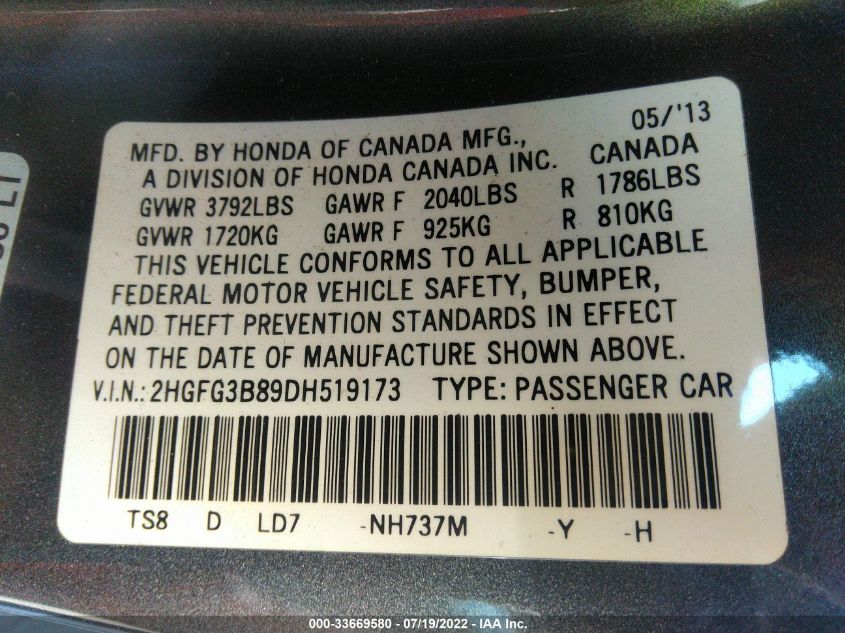 05/'13
MFD. BY HONDA OF CANADA MFG., CANADA
A DIVISION OF HONDA CANADA INC.
GVWR 3792LBS GAWR F 2040LBS R 1786LBS
GVWR 1720KG GAWR F 925KG R 810KG
THIS VEHICLE CONFORMS TO ALL APPLICABLE
FEDERAL MOTOR VEHICLE SAFETY, BUMPER,
AND THEFT PREVENTION STANDARDS IN EFFECT
ON THE DATE OF MANUFACTURE SHOWN ABOVE.
V.I.N.: 2HGFG3B89DH519173 TYPE: PASSENGER CAR
TS8 D LD7 -NH737M -Y -H
000-33669580 - 07/19/2022 - IAA Inc.